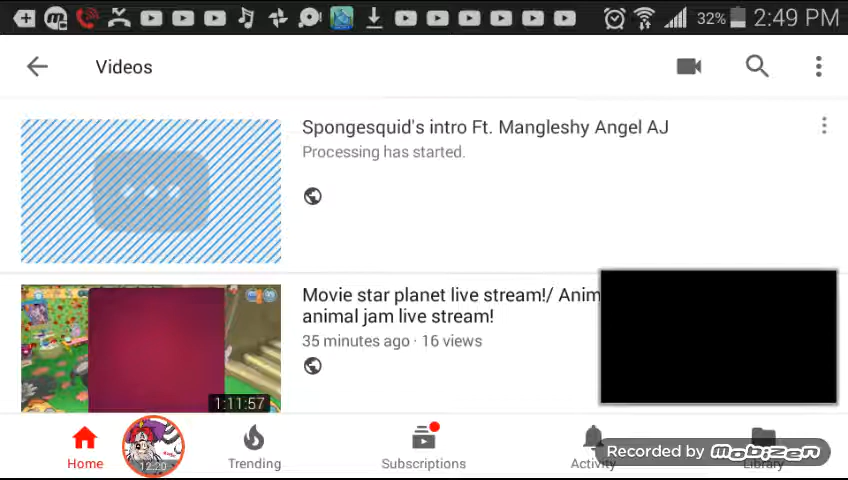 32% 2:49 PM
Videos
Spongesquid's intro Ft. Mangleshy Angel AJ
Processing has started.
Movie star planet live stream!/ Anim
animal jam live stream!
35 minutes ago · 16 views
1:11:57
12:20
Home
Trending
Subscriptions
Activity
Library
Recorded by Mobizen